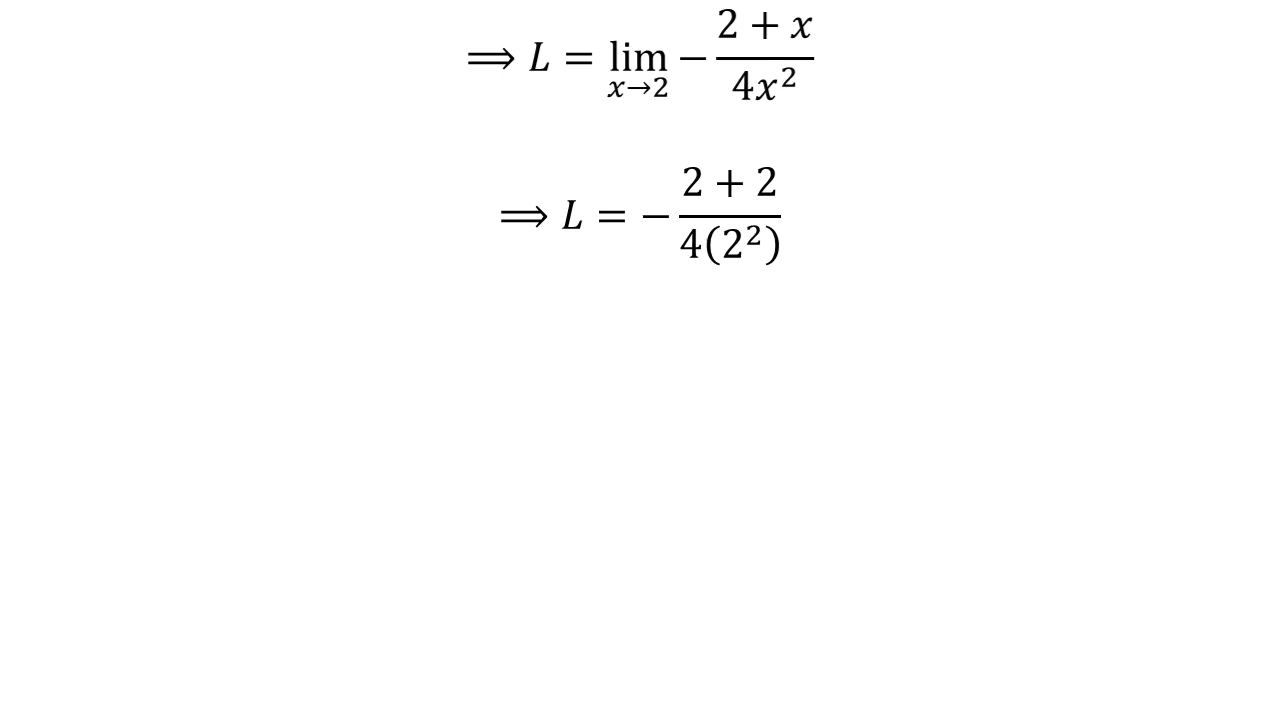 ⟹ L = lim_{x→2} − (2 + x)/(4x²)
⟹ L = − (2 + 2)/(4(2²))